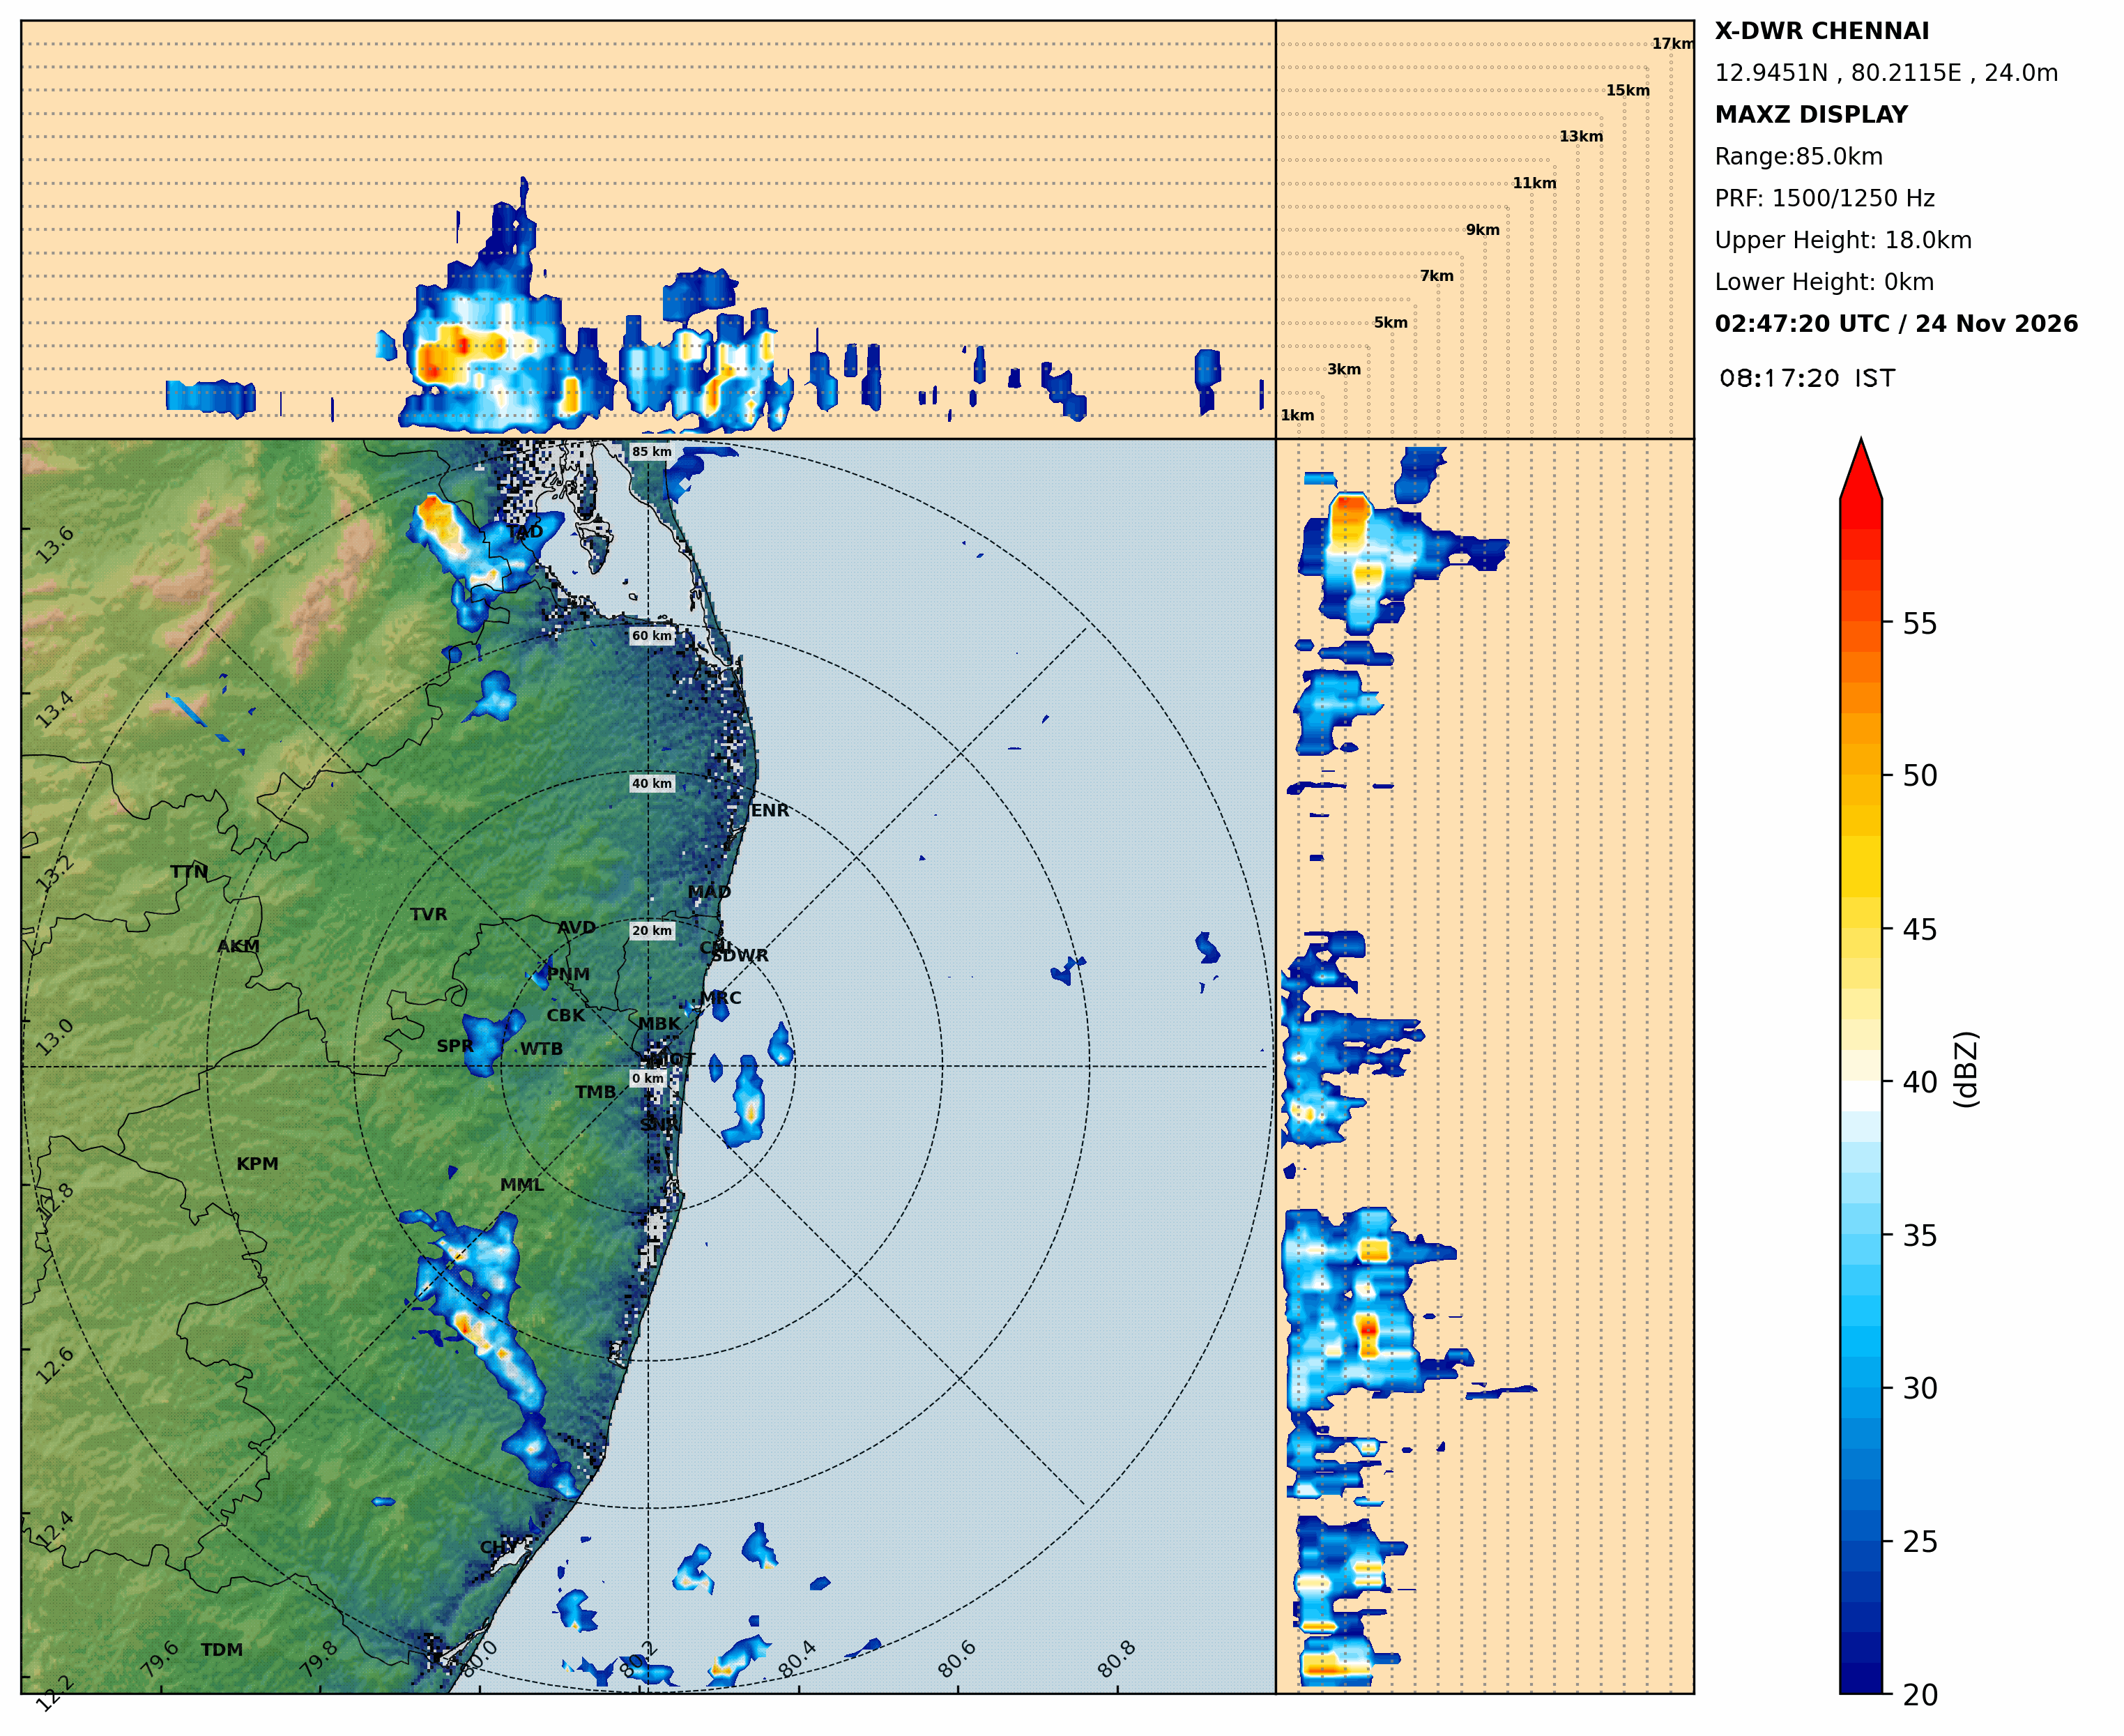 X-DWR CHENNAI
12.9451N , 80.2115E , 24.0m
MAXZ DISPLAY
Range:85.0km
PRF: 1500/1250 Hz
Upper Height: 18.0km
Lower Height: 0km
02:47:20 UTC / 24 Nov 2026
08:17:20 IST
17km
15km
13km
11km
9km
7km
5km
3km
1km
85 km
TAD
13.6
60 km
13.4
40 km
ENR
13.2
TTN
MAD
TVR
AVD
20 km
AKM
SDWR
PNM
MRC
CBK
MBK
13.0
SPR
WTB
0 km
TMB
SNR
KPM
MML
12.8
12.6
12.4
CHY
TDM
12.2
79.6
79.8
80.0
80.2
80.4
80.6
80.8
55
50
45
40
35
30
25
20
(dBZ)